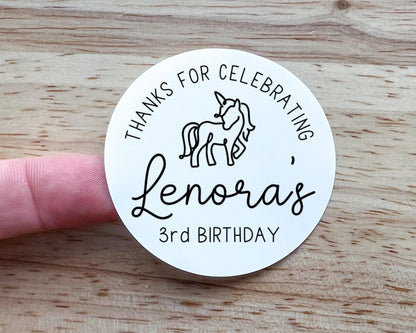 THANKS FOR CELEBRATING
Lenora's
3rd BIRTHDAY